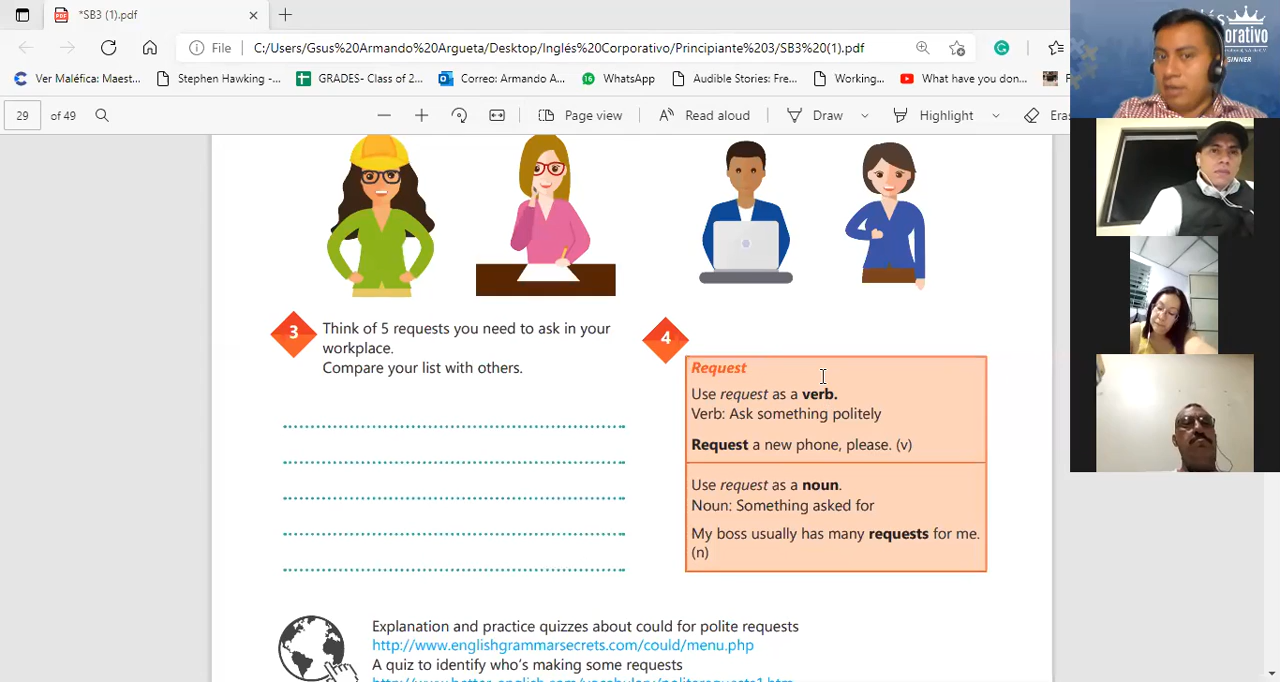 *SB3 (1).pdf
File
C:/Users/Gsus%20Armando%20Argueta/Desktop/Inglés%20Corporativo/Principiante%203/SB3%20(1).pdf
Ver Maléfica: Maest...
Stephen Hawking -...
GRADES- Class of 2...
Correo: Armando A...
16
WhatsApp
Audible Stories: Fre...
Working...
What have you don...
29 of 49
Page view
Read aloud
Draw
Highlight
Eras
orativo
SINNER
3
Think of 5 requests you need to ask in your
workplace.
Compare your list with others.
4
Request
Use request as a verb.
Verb: Ask something politely
Request a new phone, please. (v)
Use request as a noun.
Noun: Something asked for
My boss usually has many requests for me.
(n)
Explanation and practice quizzes about could for polite requests
http://www.englishgrammarsecrets.com/could/menu.php
A quiz to identify who's making some requests